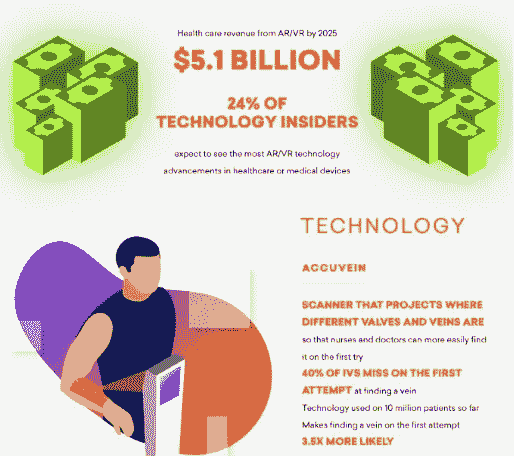 Health care revenue from AR/VR by 2025
$5.1 BILLION
24% OF
TECHNOLOGY INSIDERS
expect to see the most AR/VR technology
advancements in healthcare or medical devices
TECHNOLOGY
ACCUVEIN
SCANNER THAT PROJECTS WHERE
DIFFERENT VALVES AND VEINS ARE
so that nurses and doctors can more easily find
it on the first try
40% OF IVS MISS ON THE FIRST
ATTEMPT at finding a vein
Technology used on 10 million patients so far
Makes finding a vein on the first attempt
3.5X MORE LIKELY